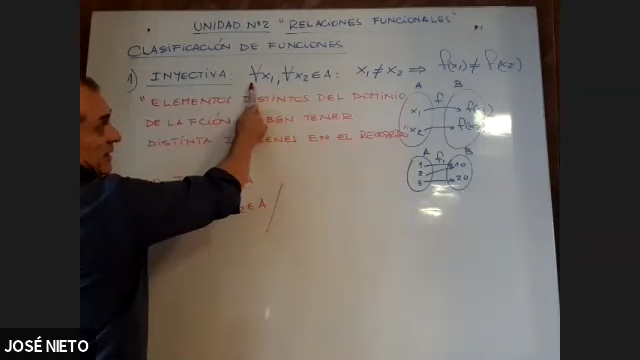 UNIDAD Nº2 "RELACIONES FUNCIONALES"
CLASIFICACIÓN DE FUNCIONES
1) INYECTIVA: ∀x₁, ∀x₂ ∈ A: x₁ ≠ x₂ ⟹ f(x₁) ≠ f(x₂)
"ELEMENTOS DISTINTOS DEL DOMINIO
DE LA FCIÓN DEBEN TENER
DISTINTA EN EL RECORRIDO"
A f B
x₁ f(x₁)
x₂ f(x₂)
A f₁ B
1 10
2
3 20
∈ A /
JOSÉ NIETO